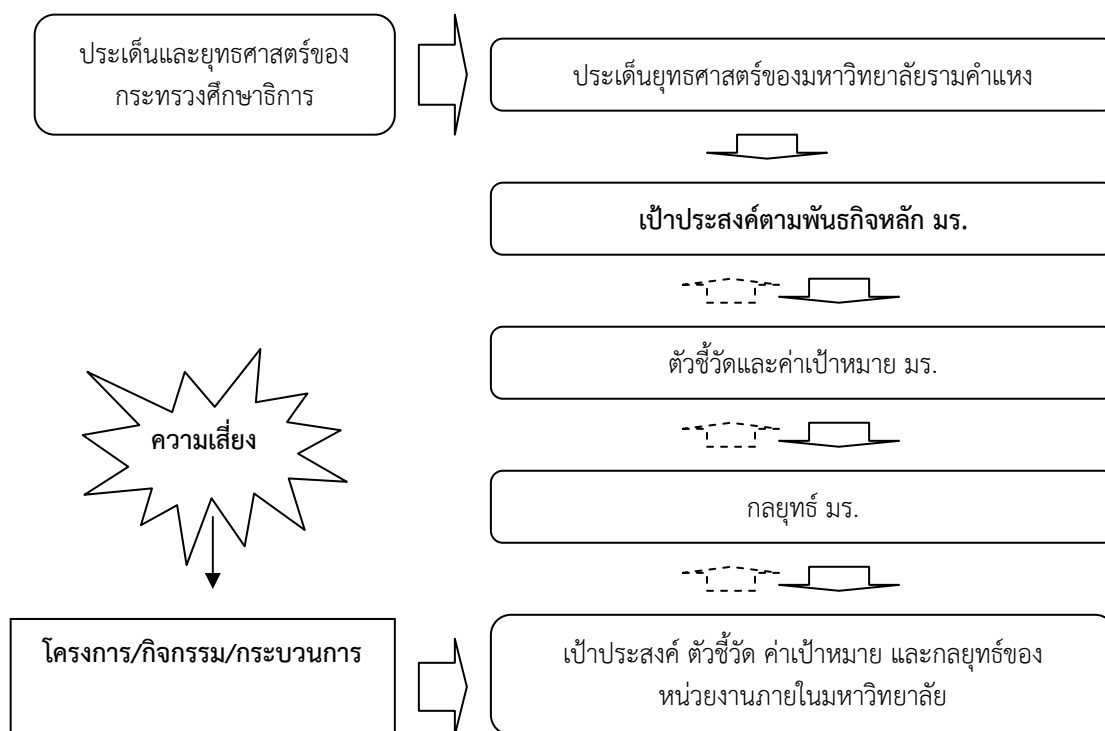 ประเด็นและยุทธศาสตร์ของ
กระทรวงศึกษาธิการ
ประเด็นยุทธศาสตร์ของมหาวิทยาลัยรามคำแหง
เป้าประสงค์ตามพันธกิจหลัก มร.
ตัวชี้วัดและค่าเป้าหมาย มร.
ความเสี่ยง
กลยุทธ์ มร.
โครงการ/กิจกรรม/กระบวนการ
เป้าประสงค์ ตัวชี้วัด ค่าเป้าหมาย และกลยุทธ์ของ
หน่วยงานภายในมหาวิทยาลัย